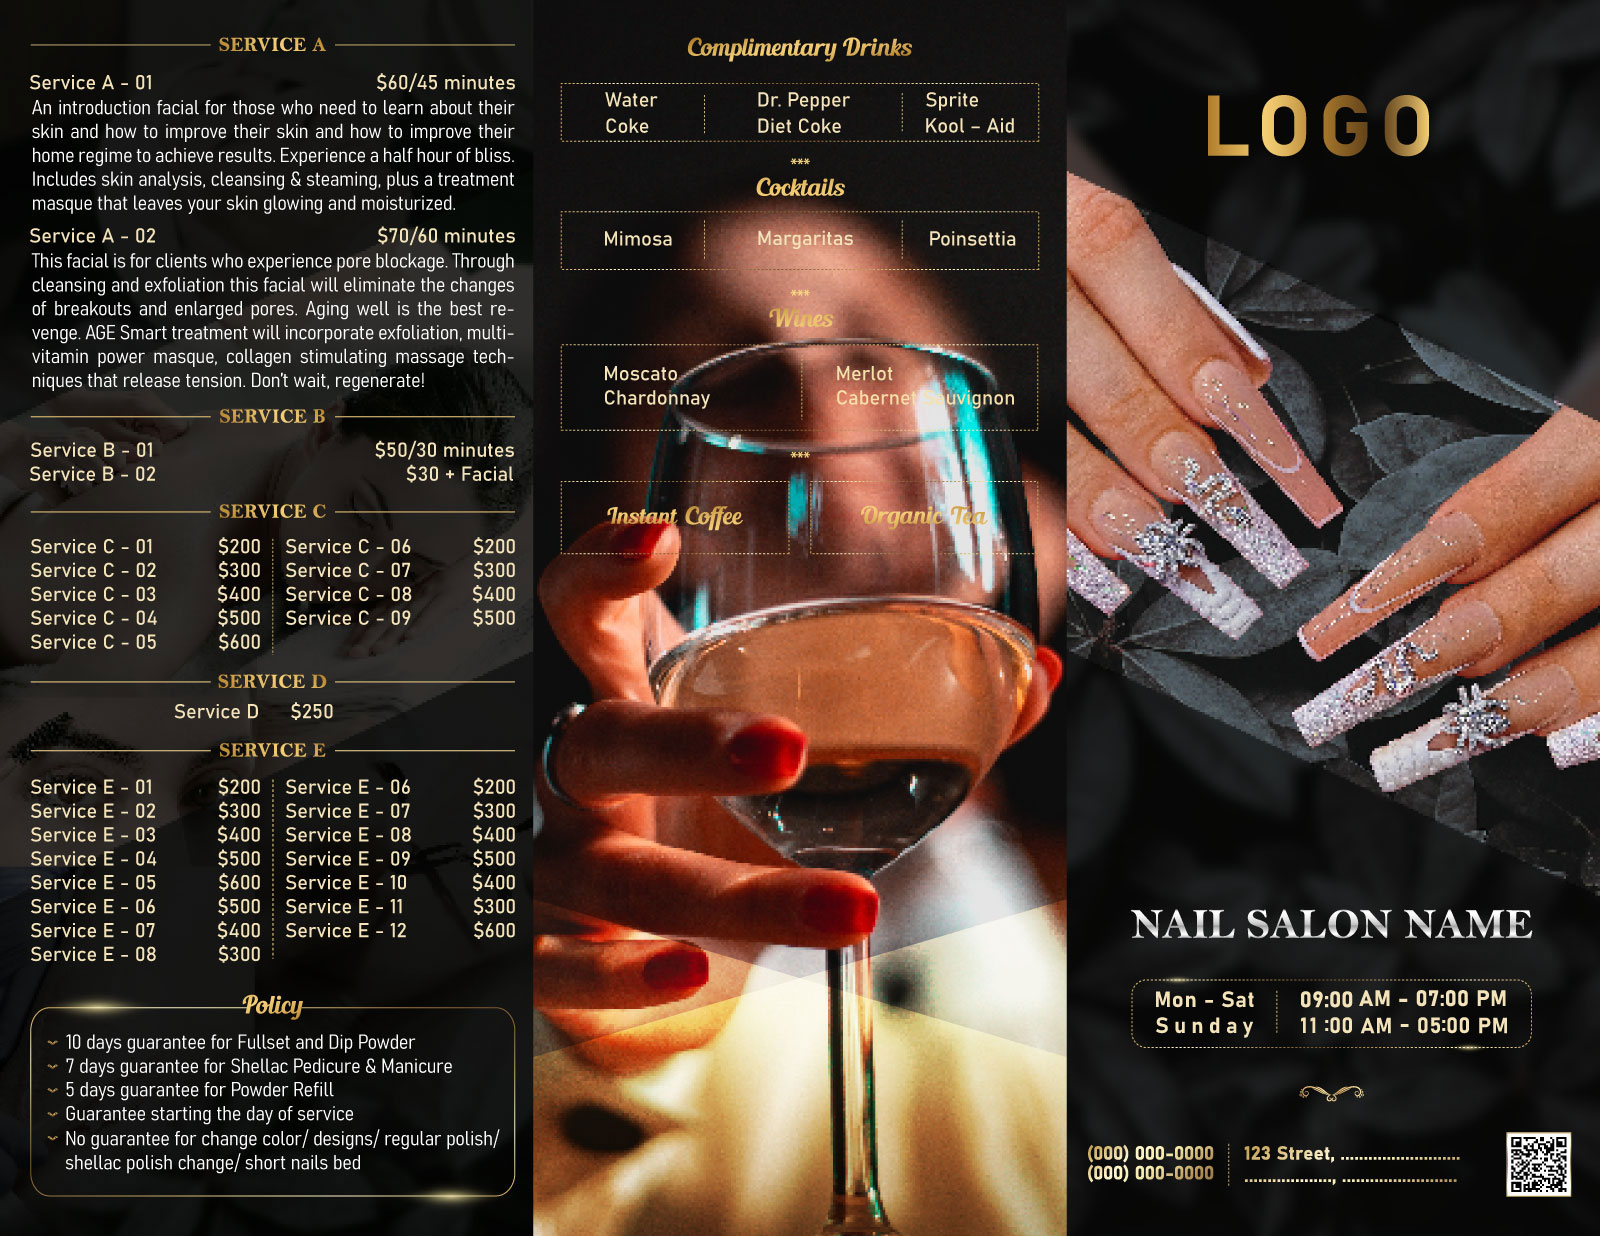 SERVICE A
Service A - 01 $60/45 minutes
An introduction facial for those who need to learn about their
skin and how to improve their skin and how to improve their
home regime to achieve results. Experience a half hour of bliss.
Includes skin analysis, cleansing & steaming, plus a treatment
masque that leaves your skin glowing and moisturized.
Service A - 02 $70/60 minutes
This facial is for clients who experience pore blockage. Through
cleansing and exfoliation this facial will eliminate the changes
of breakouts and enlarged pores. Aging well is the best re-
venge. AGE Smart treatment will incorporate exfoliation, multi-
vitamin power masque, collagen stimulating massage tech-
niques that release tension. Don't wait, regenerate!
SERVICE B
Service B - 01 $50/30 minutes
Service B - 02 $30 + Facial
SERVICE C
Service C - 01 $200 Service C - 06 $200
Service C - 02 $300 Service C - 07 $300
Service C - 03 $400 Service C - 08 $400
Service C - 04 $500 Service C - 09 $500
Service C - 05 $600
SERVICE D
Service D $250
SERVICE E
Service E - 01 $200 Service E - 06 $200
Service E - 02 $300 Service E - 07 $300
Service E - 03 $400 Service E - 08 $400
Service E - 04 $500 Service E - 09 $500
Service E - 05 $600 Service E - 10 $400
Service E - 06 $500 Service E - 11 $300
Service E - 07 $400 Service E - 12 $600
Service E - 08 $300
Policy
10 days guarantee for Fullset and Dip Powder
7 days guarantee for Shellac Pedicure & Manicure
5 days guarantee for Powder Refill
Guarantee starting the day of service
No guarantee for change color/ designs/ regular polish/
shellac polish change/ short nails bed
Complimentary Drinks
Water Dr. Pepper Sprite
Coke Diet Coke Kool - Aid
***
Cocktails
Mimosa Margaritas Poinsettia
***
Wines
Moscato Merlot
Chardonnay Cabernet Sauvignon
***
Instant Coffee Organic Tea
LOGO
NAIL SALON NAME
Mon - Sat 09:00 AM - 07:00 PM
Sunday 11 :00 AM - 05:00 PM
(000) 000-0000 123 Street, ..........................
(000) 000-0000 ...................., .........................